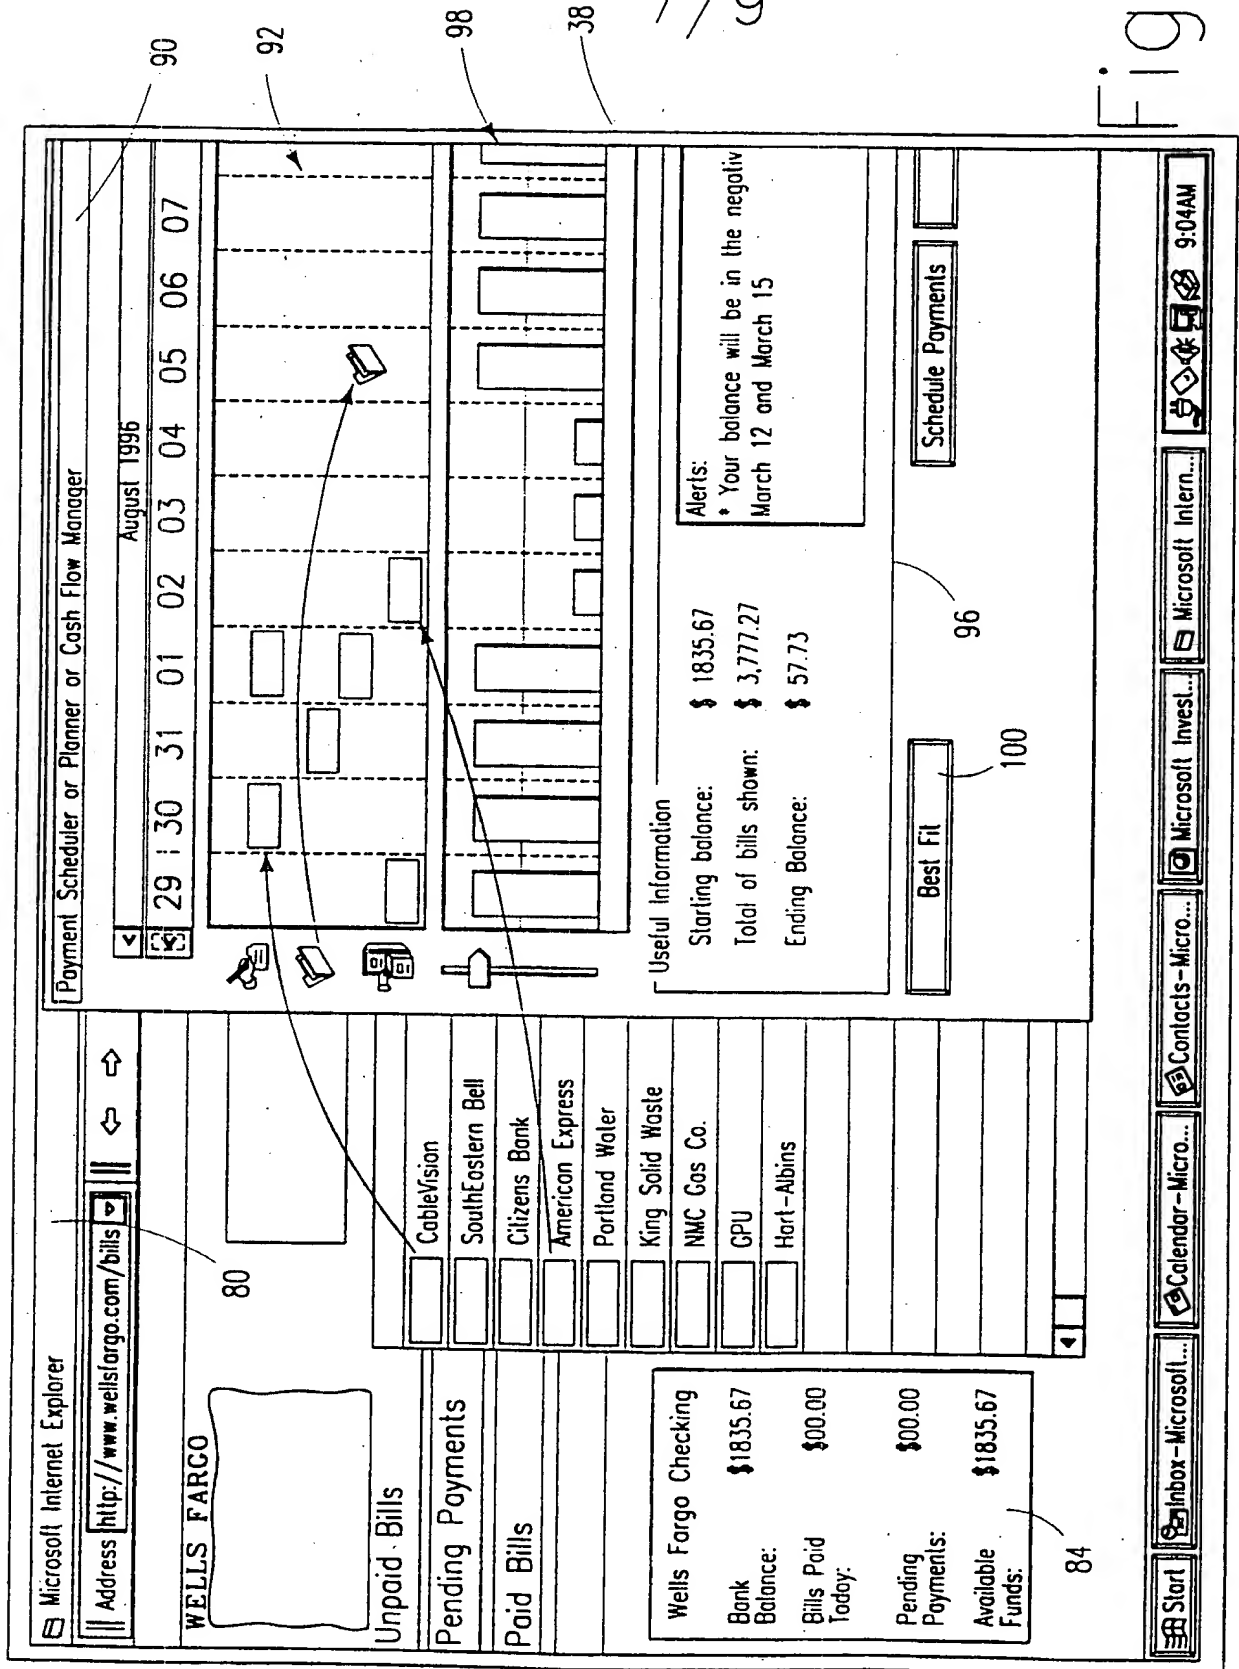 7/9
Microsoft Internet Explorer
Address http://www.wellsfargo.com/bills
WELLS FARGO
Unpaid Bills
Pending Payments
Paid Bills
CableVision
SouthEastern Bell
Citizens Bank
American Express
Portland Water
King Solid Waste
NMC Gas Co.
GPU
Hart-Albins
Wells Fargo Checking
Bank Balance: $1835.67
Bills Paid Today: $00.00
Pending Payments: $00.00
Available Funds: $1835.67
Payment Scheduler or Planner or Cash Flow Manager
August 1996
29 30 31 01 02 03 04 05 06 07
Useful Information
Starting balance: $ 1835.67
Total of bills shown: $ 3,777.27
Ending Balance: $ 57.73
Alerts:
* Your balance will be in the negativ
March 12 and March 15
Best Fit
Schedule Payments
Start
Inbox-Microsoft...
Calendar-Micro...
Contacts-Micro...
Microsoft Invest...
Microsoft Intern...
9:04AM
80
84
90
92
98
38
96
100
Fig